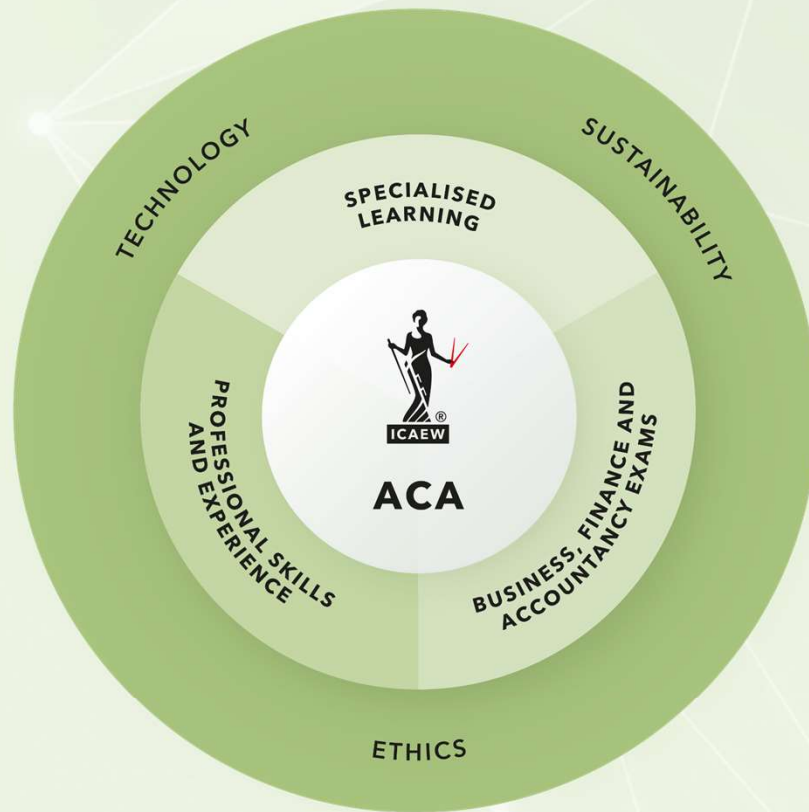 TECHNOLOGY
SUSTAINABILITY
SPECIALISED
LEARNING
PROFESSIONAL SKILLS
AND EXPERIENCE
BUSINESS, FINANCE AND
ACCOUNTANCY EXAMS
®
ICAEW
ACA
ETHICS